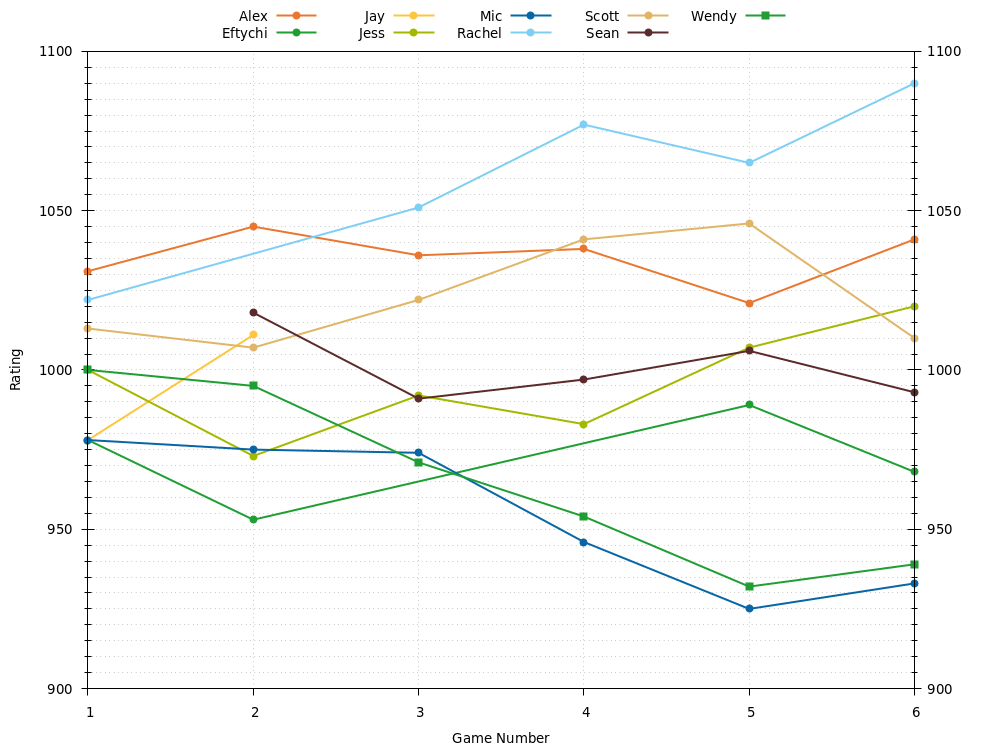 Alex Jay Mic Scott Wendy
Eftychi Jess Rachel Sean
1100 1100
1050 1050
1000 1000
950 950
900 900
Rating
1 2 3 4 5 6
Game Number